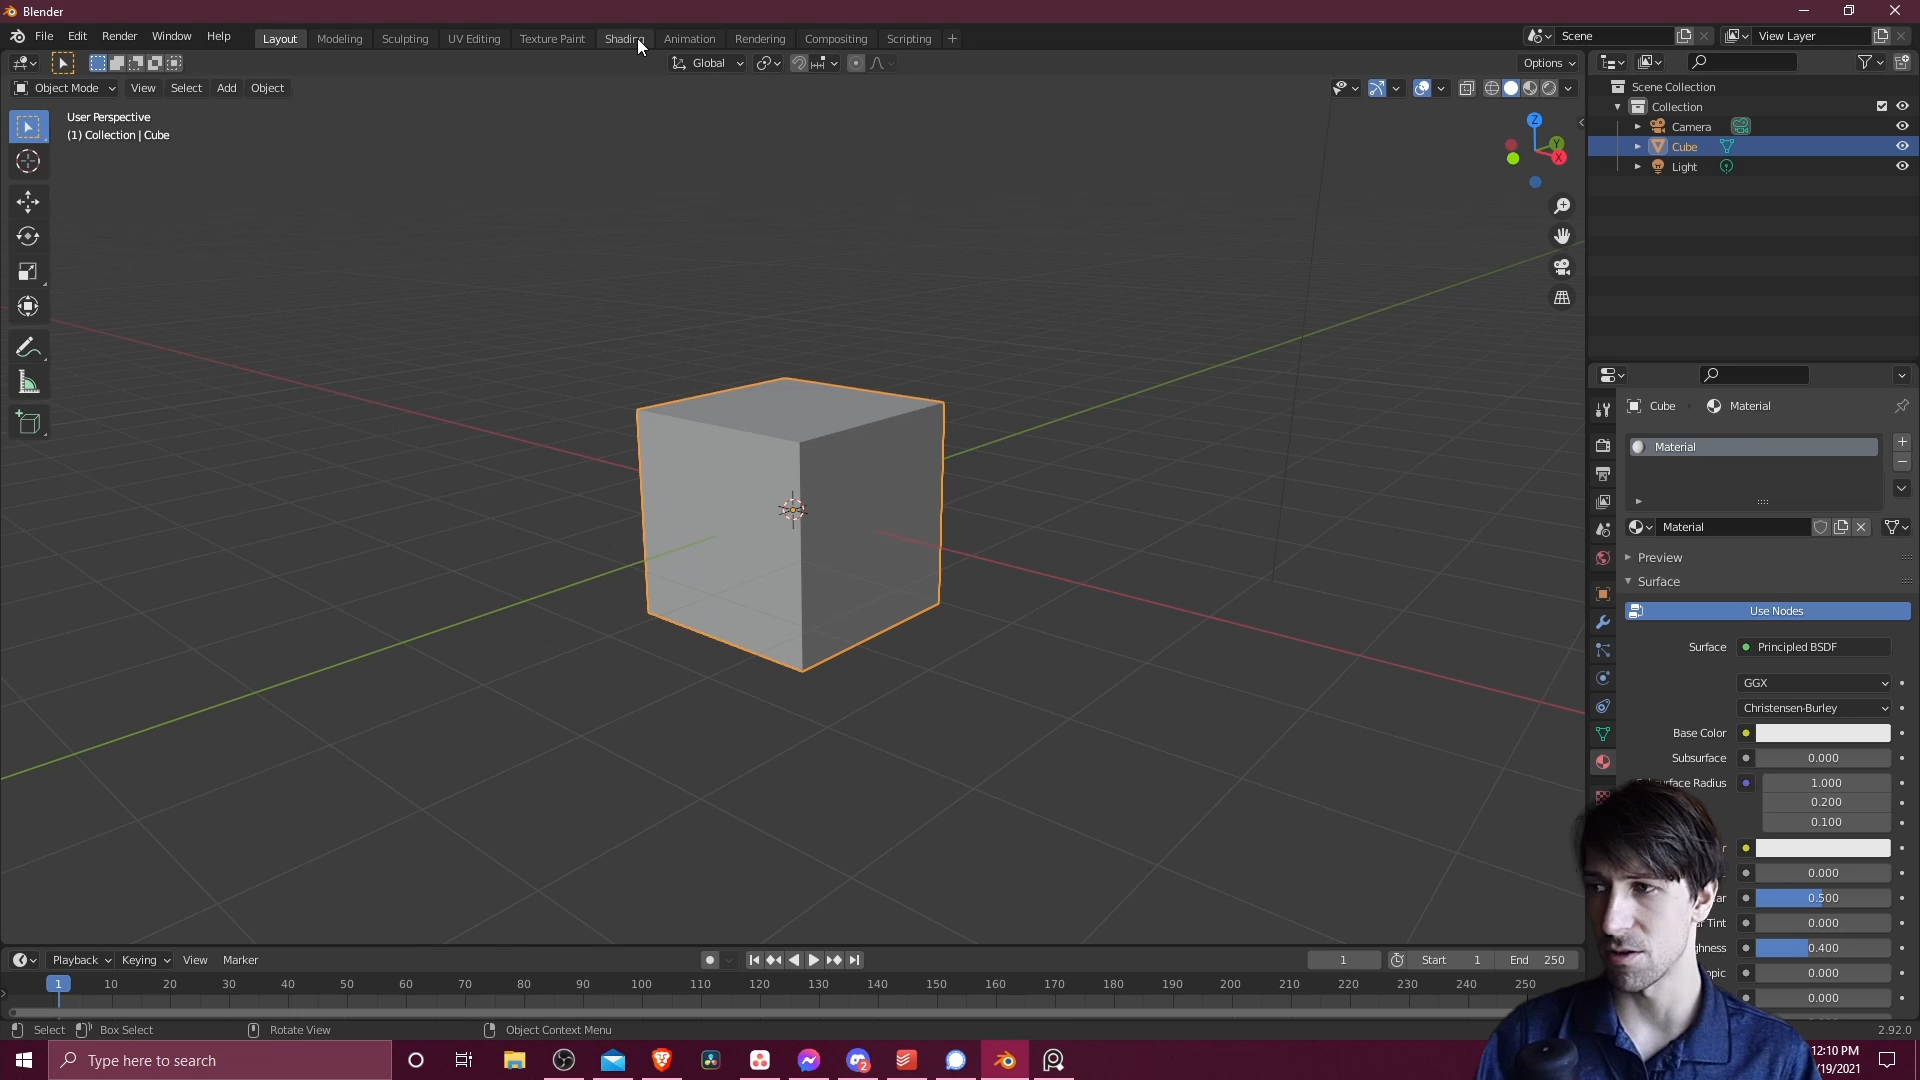 Blender
File Edit Render Window Help Layout Modeling Sculpting UV Editing Texture Paint Shading Animation Rendering Compositing Scripting + Scene View Layer
Global Options
Object Mode View Select Add Object
User Perspective
(1) Collection | Cube
Z
Y
X
Scene Collection
Collection
Camera
Cube
Light
Cube Material
Material
Material
Preview
Surface
Use Nodes
Surface Principled BSDF
GGX
Christensen-Burley
Base Color
Subsurface 0.000
1.000
0.200
0.100
0.000
0.500
0.000
0.400
0.000
0.000
Playback Keying View Marker 1 Start 1 End 250
1 10 20 30 40 50 60 70 80 90 100 110 120 130 140 150 160 170 180 190 200 210 220 230 240 250
Select Box Select Rotate View Object Context Menu 2.92.0
Type here to search 2 12:10 PM
/19/2021